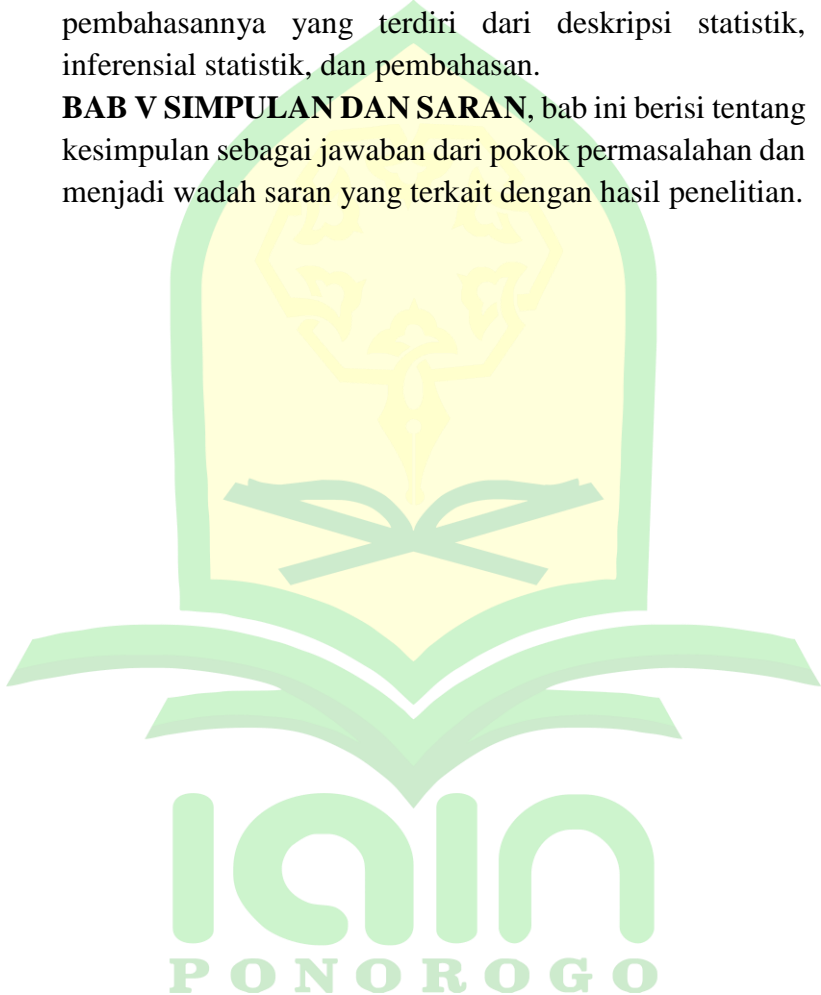 pembahasannya yang terdiri dari deskripsi statistik,
inferensial statistik, dan pembahasan.
BAB V SIMPULAN DAN SARAN, bab ini berisi tentang
kesimpulan sebagai jawaban dari pokok permasalahan dan
menjadi wadah saran yang terkait dengan hasil penelitian.
iain
PONOROGO